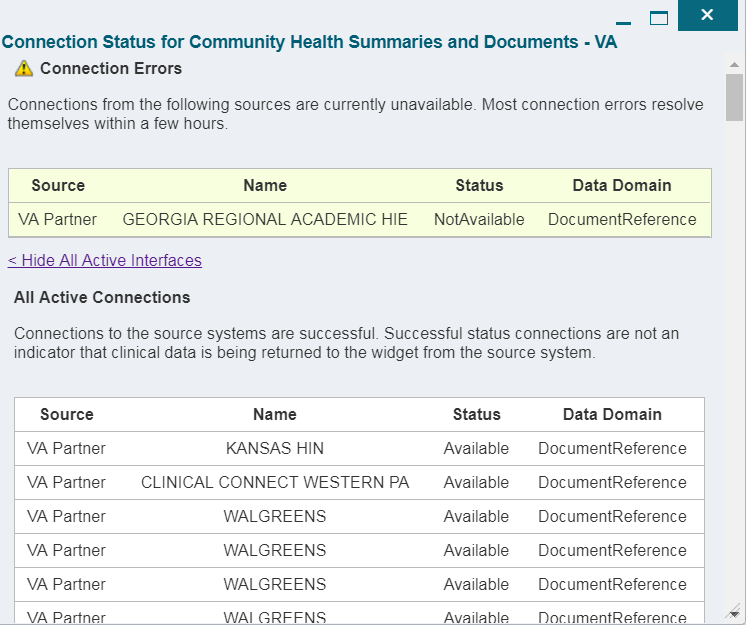 Connection Status for Community Health Summaries and Documents - VA
Connection Errors
Connections from the following sources are currently unavailable. Most connection errors resolve
themselves within a few hours.
Source Name Status Data Domain
VA Partner GEORGIA REGIONAL ACADEMIC HIE NotAvailable DocumentReference
< Hide All Active Interfaces
All Active Connections
Connections to the source systems are successful. Successful status connections are not an
indicator that clinical data is being returned to the widget from the source system.
Source Name Status Data Domain
VA Partner KANSAS HIN Available DocumentReference
VA Partner CLINICAL CONNECT WESTERN PA Available DocumentReference
VA Partner WALGREENS Available DocumentReference
VA Partner WALGREENS Available DocumentReference
VA Partner WALGREENS Available DocumentReference
VA Partner WALGREENS Available DocumentReference